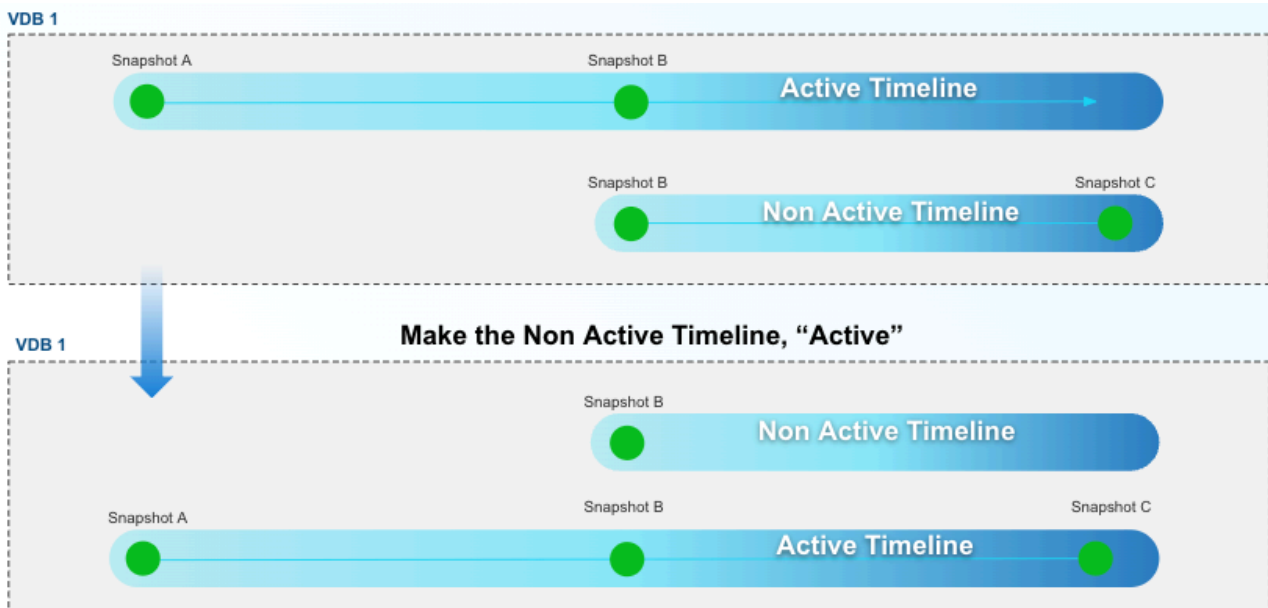 VDB 1
Snapshot A
Snapshot B
Active Timeline
Snapshot B
Snapshot C
Non Active Timeline
Make the Non Active Timeline, “Active”
VDB 1
Snapshot B
Non Active Timeline
Snapshot A
Snapshot B
Snapshot C
Active Timeline